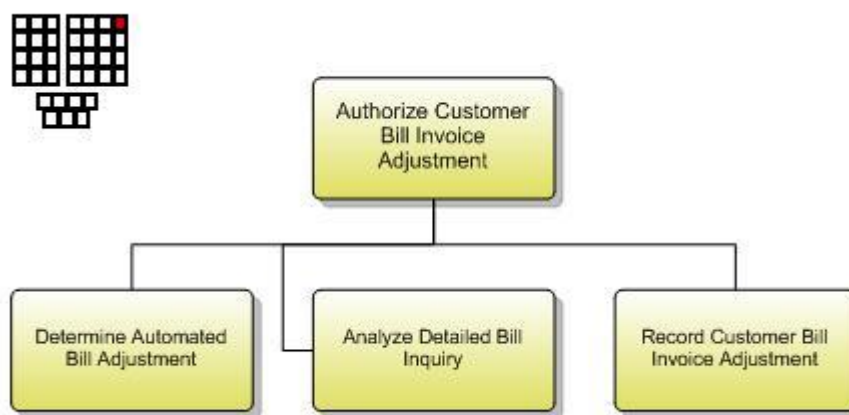 Authorize Customer
Bill Invoice
Adjustment
Determine Automated
Bill Adjustment
Analyze Detailed Bill
Inquiry
Record Customer Bill
Invoice Adjustment